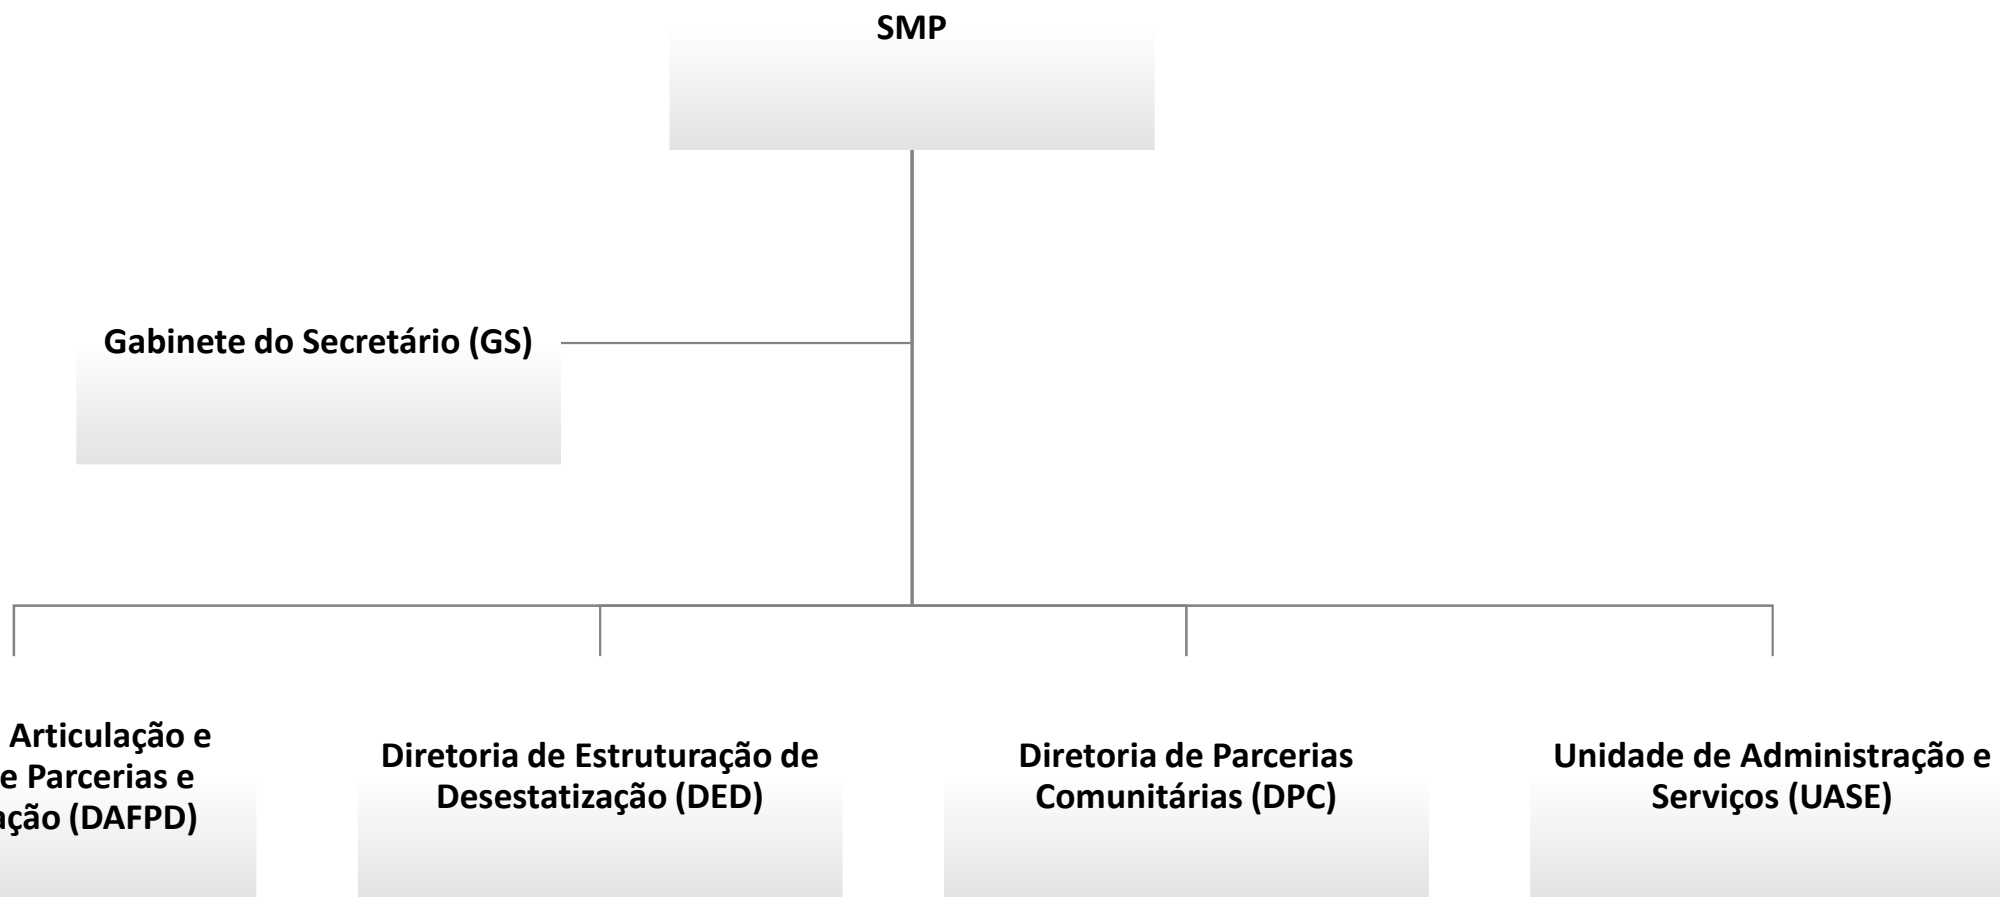 SMP
Gabinete do Secretário (GS)
Articulação e
e Parcerias e
ação (DAFPD)
Diretoria de Estruturação de
Desestatização (DED)
Diretoria de Parcerias
Comunitárias (DPC)
Unidade de Administração e
Serviços (UASE)